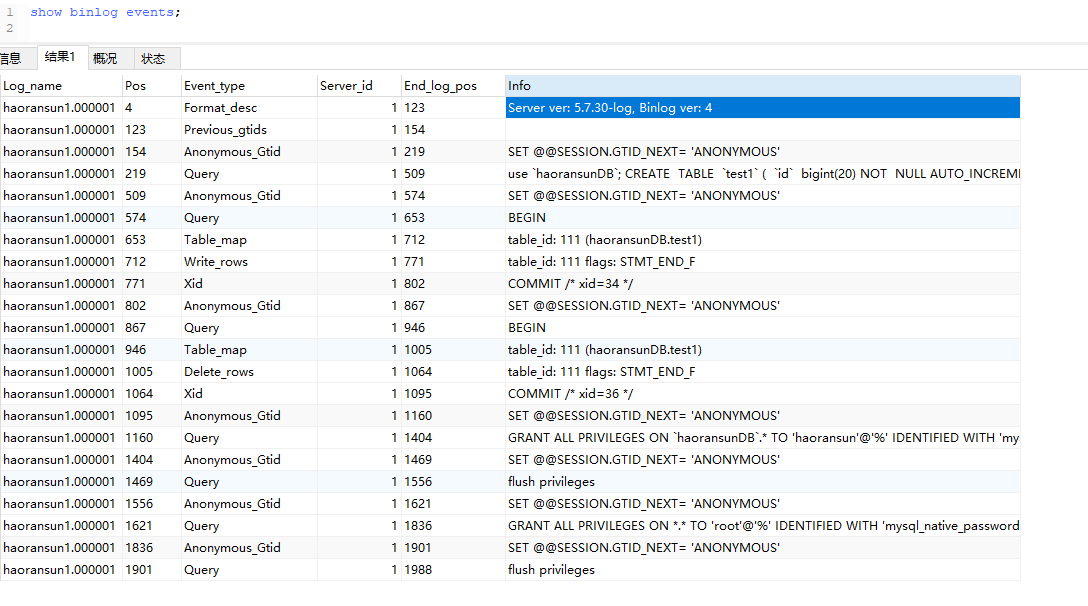 1 show binlog events;
2
信息 结果1 概况 状态
Log_name Pos Event_type Server_id End_log_pos Info
haoransun1.000001 4 Format_desc 1 123 Server ver: 5.7.30-log, Binlog ver: 4
haoransun1.000001 123 Previous_gtids 1 154
haoransun1.000001 154 Anonymous_Gtid 1 219 SET @@SESSION.GTID_NEXT= 'ANONYMOUS'
haoransun1.000001 219 Query 1 509 use `haoransunDB`; CREATE TABLE `test1` ( `id` bigint(20) NOT NULL AUTO_INCREMI
haoransun1.000001 509 Anonymous_Gtid 1 574 SET @@SESSION.GTID_NEXT= 'ANONYMOUS'
haoransun1.000001 574 Query 1 653 BEGIN
haoransun1.000001 653 Table_map 1 712 table_id: 111 (haoransunDB.test1)
haoransun1.000001 712 Write_rows 1 771 table_id: 111 flags: STMT_END_F
haoransun1.000001 771 Xid 1 802 COMMIT /* xid=34 */
haoransun1.000001 802 Anonymous_Gtid 1 867 SET @@SESSION.GTID_NEXT= 'ANONYMOUS'
haoransun1.000001 867 Query 1 946 BEGIN
haoransun1.000001 946 Table_map 1 1005 table_id: 111 (haoransunDB.test1)
haoransun1.000001 1005 Delete_rows 1 1064 table_id: 111 flags: STMT_END_F
haoransun1.000001 1064 Xid 1 1095 COMMIT /* xid=36 */
haoransun1.000001 1095 Anonymous_Gtid 1 1160 SET @@SESSION.GTID_NEXT= 'ANONYMOUS'
haoransun1.000001 1160 Query 1 1404 GRANT ALL PRIVILEGES ON `haoransunDB`.* TO 'haoransun'@'%' IDENTIFIED WITH 'my
haoransun1.000001 1404 Anonymous_Gtid 1 1469 SET @@SESSION.GTID_NEXT= 'ANONYMOUS'
haoransun1.000001 1469 Query 1 1556 flush privileges
haoransun1.000001 1556 Anonymous_Gtid 1 1621 SET @@SESSION.GTID_NEXT= 'ANONYMOUS'
haoransun1.000001 1621 Query 1 1836 GRANT ALL PRIVILEGES ON *.* TO 'root'@'%' IDENTIFIED WITH 'mysql_native_password
haoransun1.000001 1836 Anonymous_Gtid 1 1901 SET @@SESSION.GTID_NEXT= 'ANONYMOUS'
haoransun1.000001 1901 Query 1 1988 flush privileges